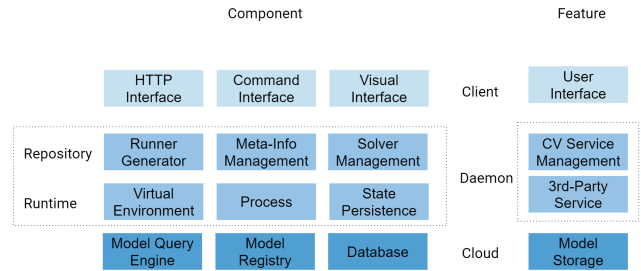 Component
Feature
HTTP
Interface
Command
Interface
Visual
Interface
Client
User
Interface
Repository
Runner
Generator
Meta-Info
Management
Solver
Management
CV Service
Management
Daemon
Runtime
Virtual
Environment
Process
State
Persistence
3rd-Party
Service
Model Query
Engine
Model
Registry
Database
Cloud
Model
Storage